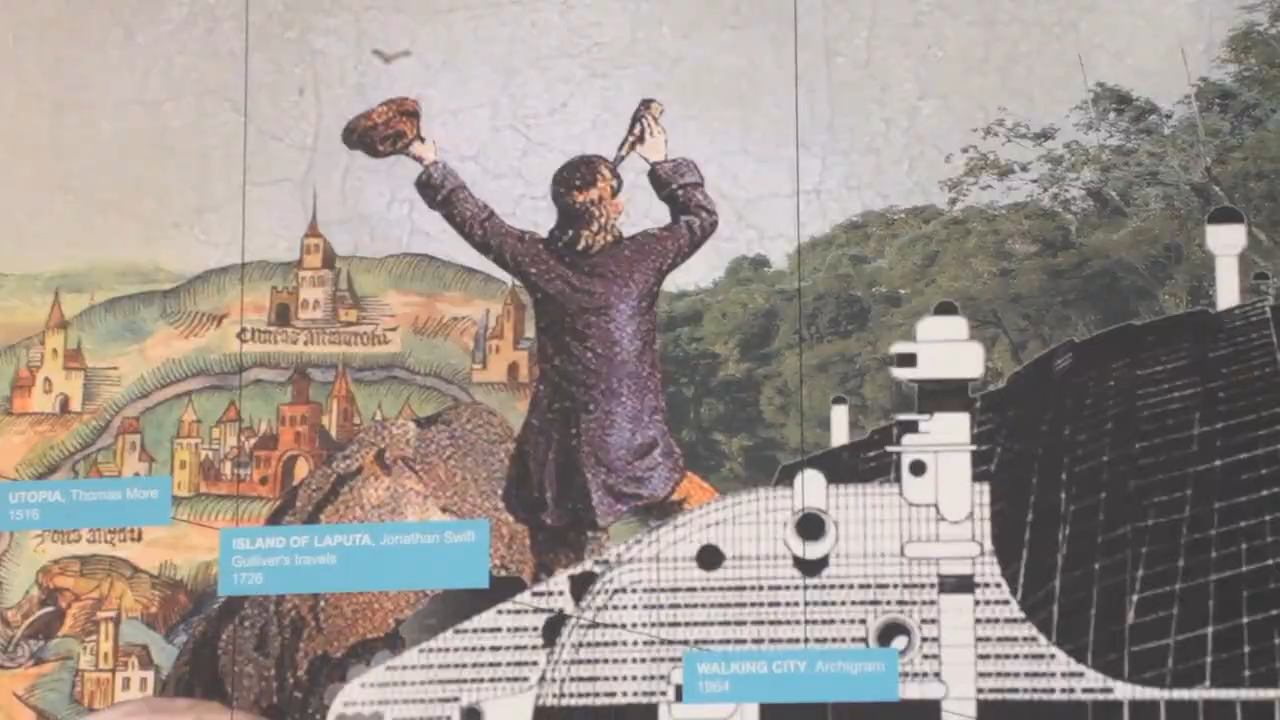 UTOPIA, Thomas More
1516
ISLAND OF LAPUTA, Jonathan Swift
Gulliver's travels
1726
WALKING CITY Archigram
1964